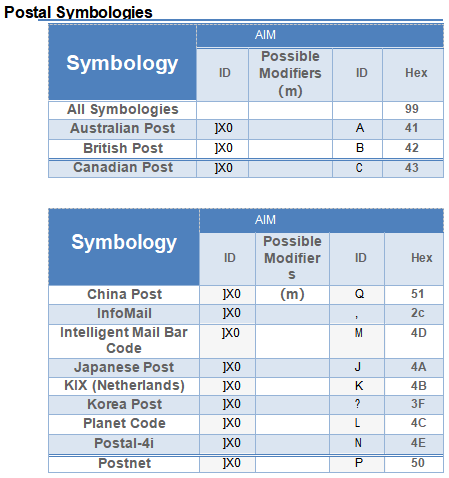 Postal Symbologies
Symbology AIM
ID Possible Modifiers (m) ID Hex
All Symbologies 99
Australian Post ]X0 A 41
British Post ]X0 B 42
Canadian Post ]X0 C 43
Symbology AIM
ID Possible Modifier s ID Hex
China Post ]X0 (m) Q 51
InfoMail ]X0 , 2c
Intelligent Mail Bar Code ]X0 M 4D
Japanese Post ]X0 J 4A
KIX (Netherlands) ]X0 K 4B
Korea Post ]X0 ? 3F
Planet Code ]X0 L 4C
Postal-4i ]X0 N 4E
Postnet ]X0 P 50